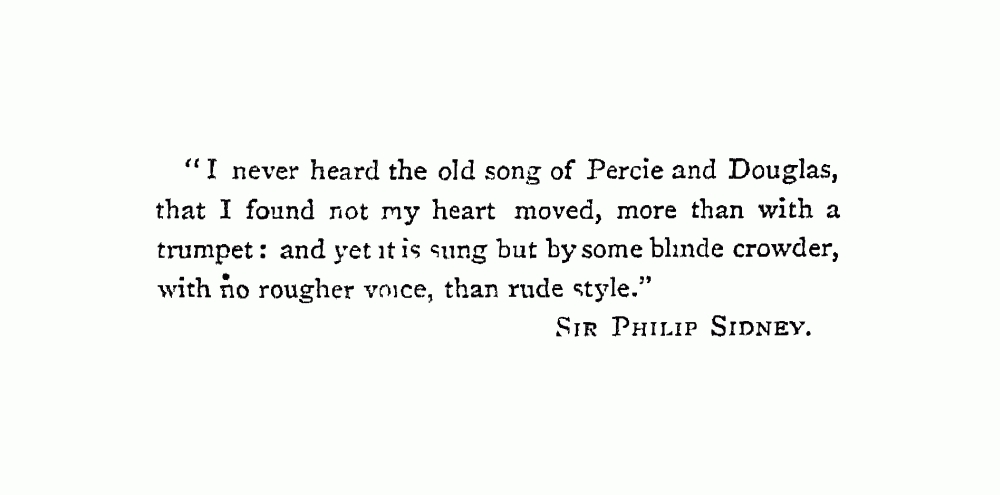 “I never heard the old song of Percie and Douglas,
that I found not my heart moved, more than with a
trumpet: and yet it is sung but by some blinde crowder,
with no rougher voice, than rude style.”
SIR PHILIP SIDNEY.